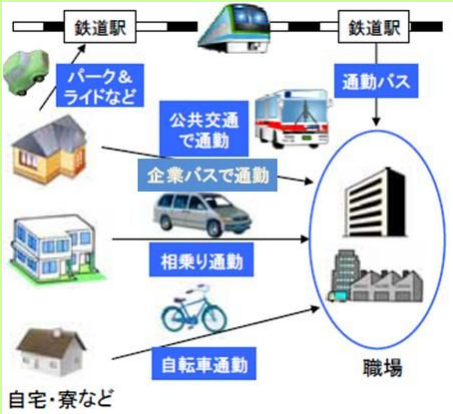 鉄道駅
鉄道駅
パーク&
ライドなど
通勤バス
公共交通
で通勤
企業バスで通勤
相乗り通勤
自転車通勤
自宅・寮など
職場